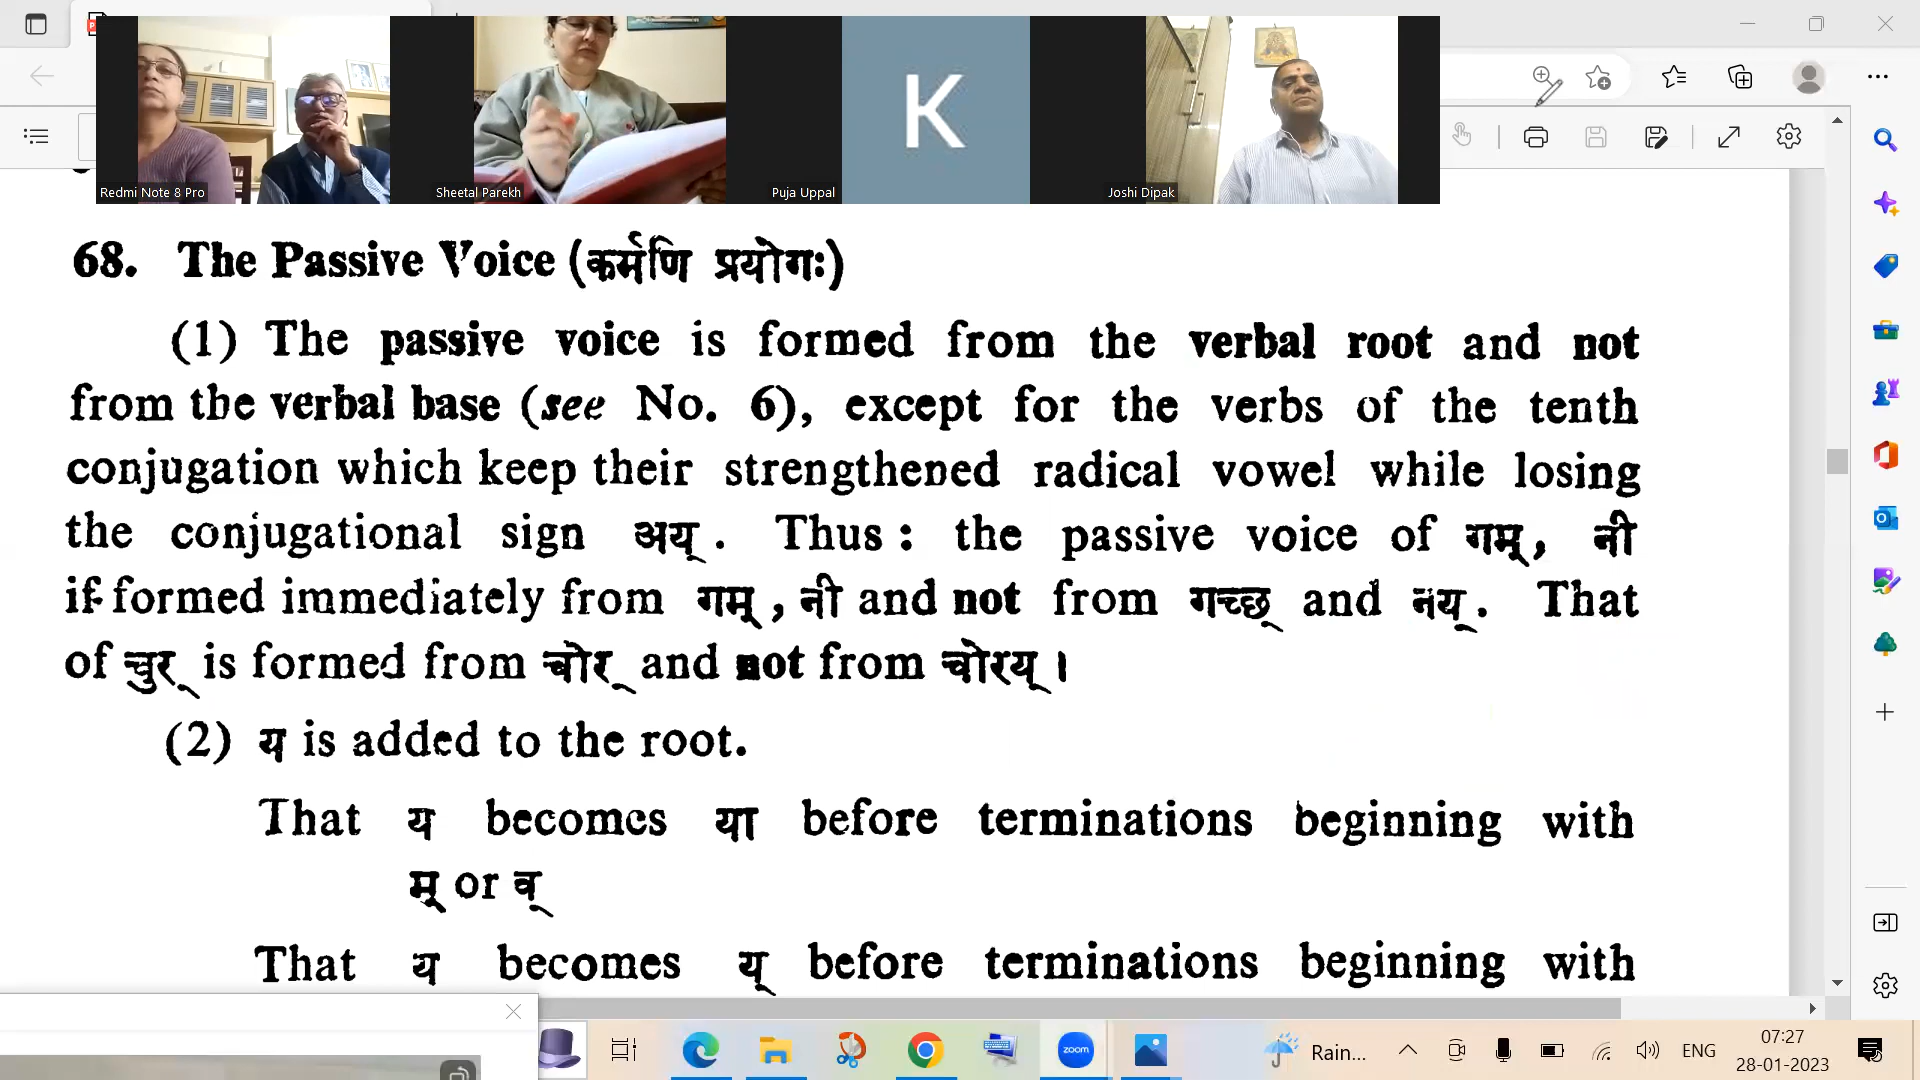 Redmi Note 8 Pro
Sheetal Parekh
K
Puja Uppal
Joshi Dipak
68. The Passive Voice (कर्मणि प्रयोगः)
(1) The passive voice is formed from the verbal root and not
from the verbal base (see No. 6), except for the verbs of the tenth
conjugation which keep their strengthened radical vowel while losing
the conjugational sign अय्. Thus: the passive voice of गम्, नी
if formed immediately from गम्, नी and not from गच्छ् and नय्. That
of चुर् is formed from चोर् and not from चोरय्।
(2) य is added to the root.
That य becomes या before terminations beginning with
म् or व्
That य becomes य् before terminations beginning with
zoom
Rain...
ENG
07:27
28-01-2023